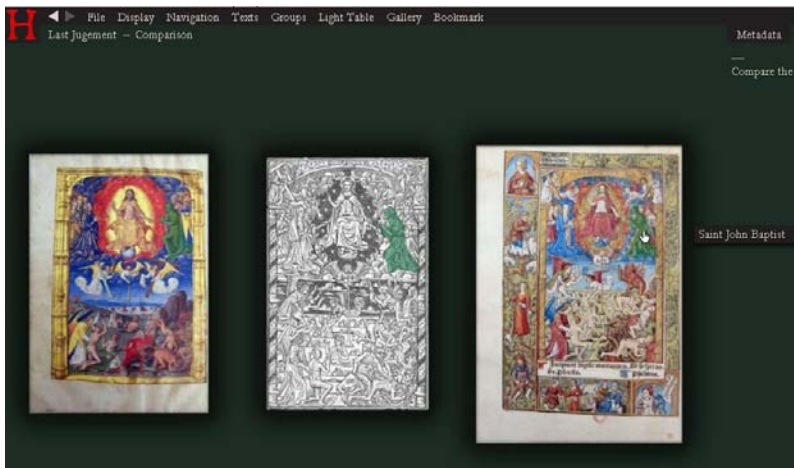 H
File Display Navigation Texts Groups Light Table Gallery Bookmark
Last Jugement – Comparison
Metadata
Compare the
Saint John Baptist